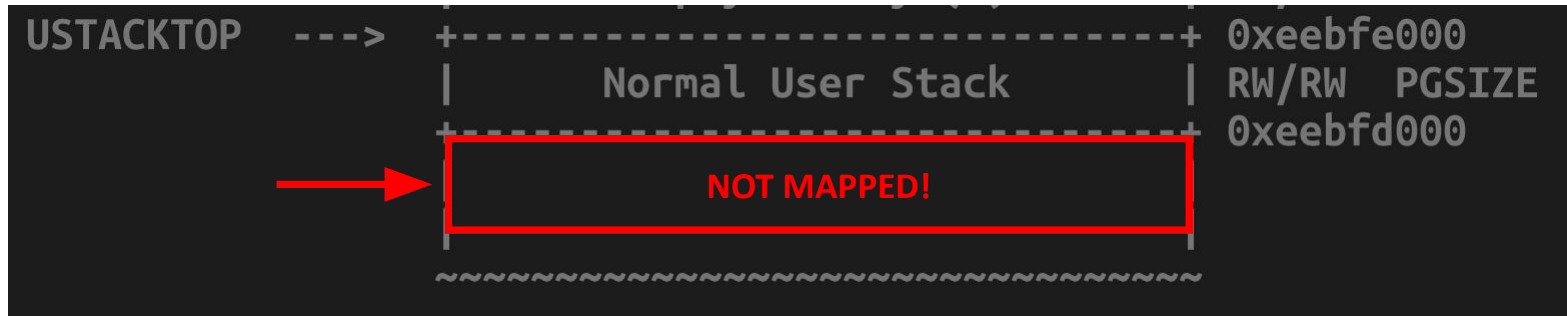 USTACKTOP ---> +------------------------------+ 0xeebfe000
| Normal User Stack | RW/RW PGSIZE
+------------------------------+ 0xeebfd000
NOT MAPPED!
~~~~~~~~~~~~~~~~~~~~~~~~~~~~~~~~